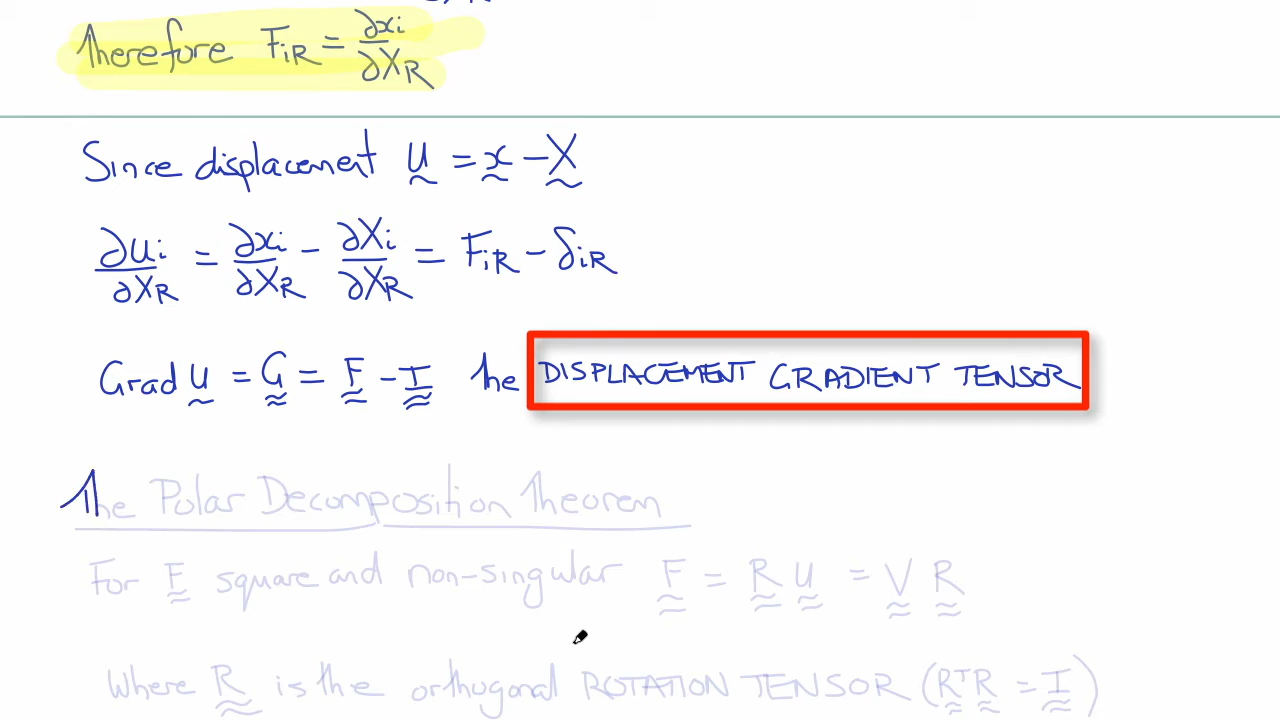 Therefore F_iR = ∂x_i/∂X_R
Since displacement u = x - X
∂u_i/∂X_R = ∂x_i/∂X_R - ∂X_i/∂X_R = F_iR - δ_iR
Grad u = G = F - I the DISPLACEMENT GRADIENT TENSOR
The Polar Decomposition Theorem
For F square and non-singular F = R U = V R
Where R is the orthogonal ROTATION TENSOR (RᵀR = I)